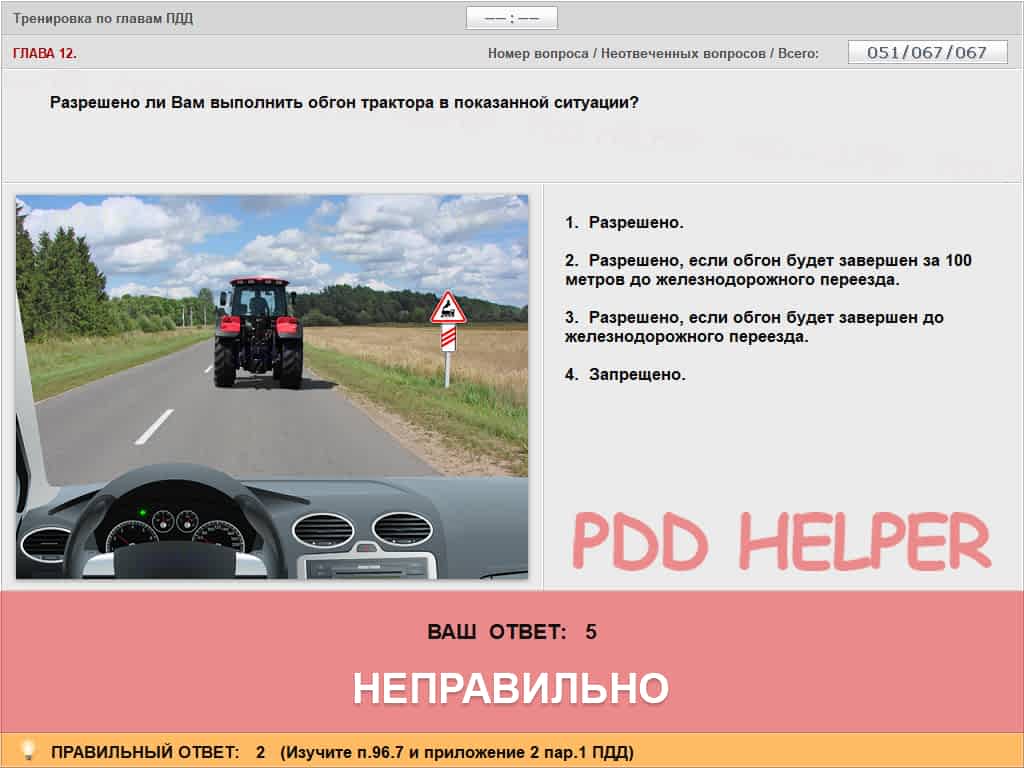 Тренировка по главам ПДД
—— : ——
ГЛАВА 12.
Номер вопроса / Неотвеченных вопросов / Всего:
051/067/067
Разрешено ли Вам выполнить обгон трактора в показанной ситуации?
1. Разрешено.
2. Разрешено, если обгон будет завершен за 100
метров до железнодорожного переезда.
3. Разрешено, если обгон будет завершен до
железнодорожного переезда.
4. Запрещено.
PDD HELPER
ВАШ ОТВЕТ: 5
НЕПРАВИЛЬНО
ПРАВИЛЬНЫЙ ОТВЕТ: 2 (Изучите п.96.7 и приложение 2 пар.1 ПДД)